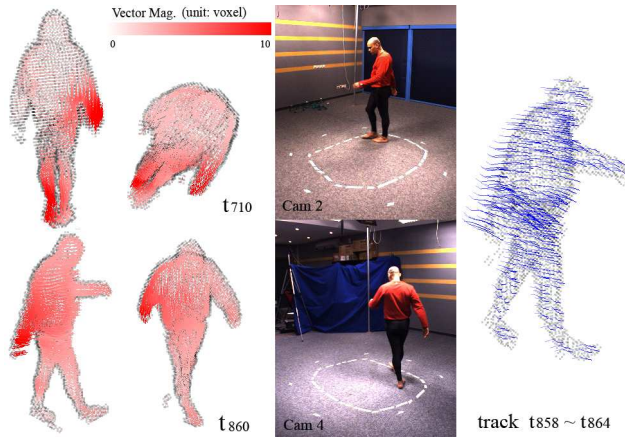 Vector Mag. (unit: voxel)
0 10
t710
Cam 2
t860
Cam 4
track t858 ~ t864